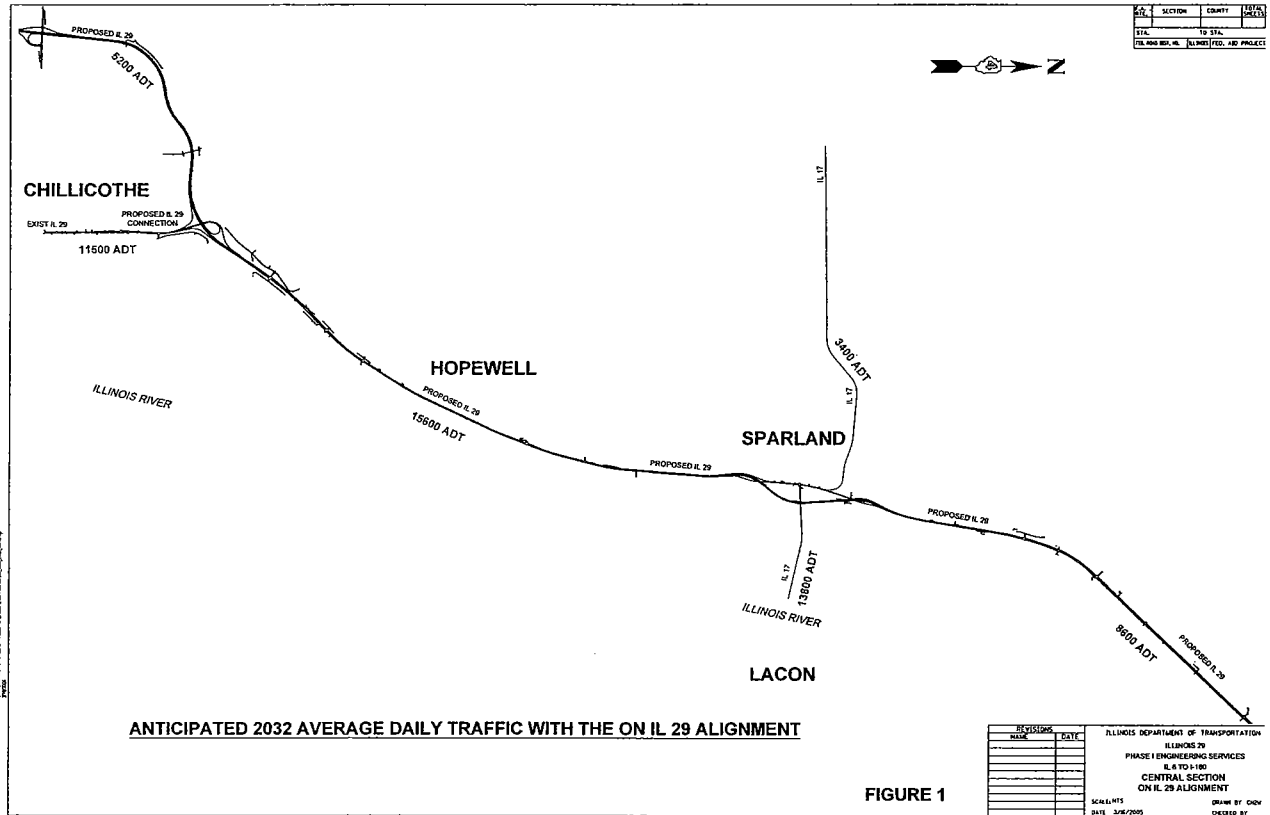 SECTION
COUNTY
TOTAL SHEETS
STA.
TO STA.
N
PROPOSED IL 29
5200 ADT
CHILLICOTHE
PROPOSED IL 29
CONNECTION
EXIST IL 29
11500 ADT
IL 17
3400 ADT
IL 17
HOPEWELL
ILLINOIS RIVER
PROPOSED IL 29
15600 ADT
SPARLAND
PROPOSED IL 29
PROPOSED IL 29
IL 17
13800 ADT
ILLINOIS RIVER
8600 ADT
PROPOSED IL 29
LACON
ANTICIPATED 2032 AVERAGE DAILY TRAFFIC WITH THE ON IL 29 ALIGNMENT
FIGURE 1
REVISIONS
NAME
DATE
ILLINOIS DEPARTMENT OF TRANSPORTATION
ILLINOIS 29
PHASE I ENGINEERING SERVICES
IL 6 TO I-180
CENTRAL SECTION
ON IL 29 ALIGNMENT
DRAWN BY
DATE 3/16/2005
CHECKED BY